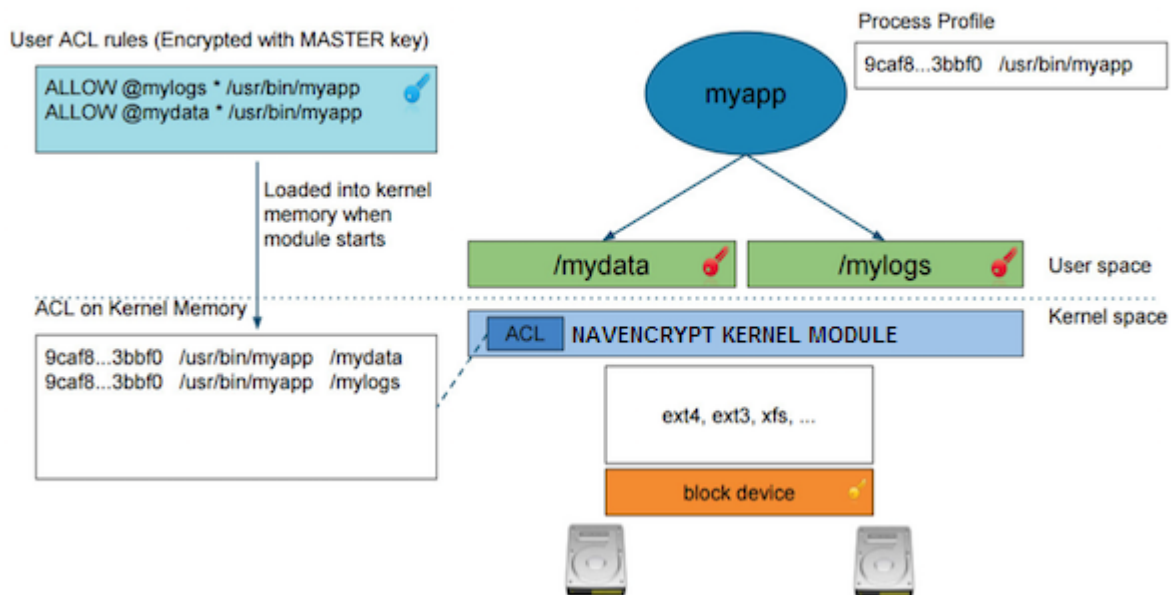 User ACL rules (Encrypted with MASTER key)
ALLOW @mylogs * /usr/bin/myapp
ALLOW @mydata * /usr/bin/myapp
Loaded into kernel
memory when
module starts
ACL on Kernel Memory
9caf8...3bbf0 /usr/bin/myapp /mydata
9caf8...3bbf0 /usr/bin/myapp /mylogs
Process Profile
9caf8...3bbf0 /usr/bin/myapp
myapp
/mydata
/mylogs
User space
Kernel space
ACL NAVENCRYPT KERNEL MODULE
ext4, ext3, xfs, ...
block device